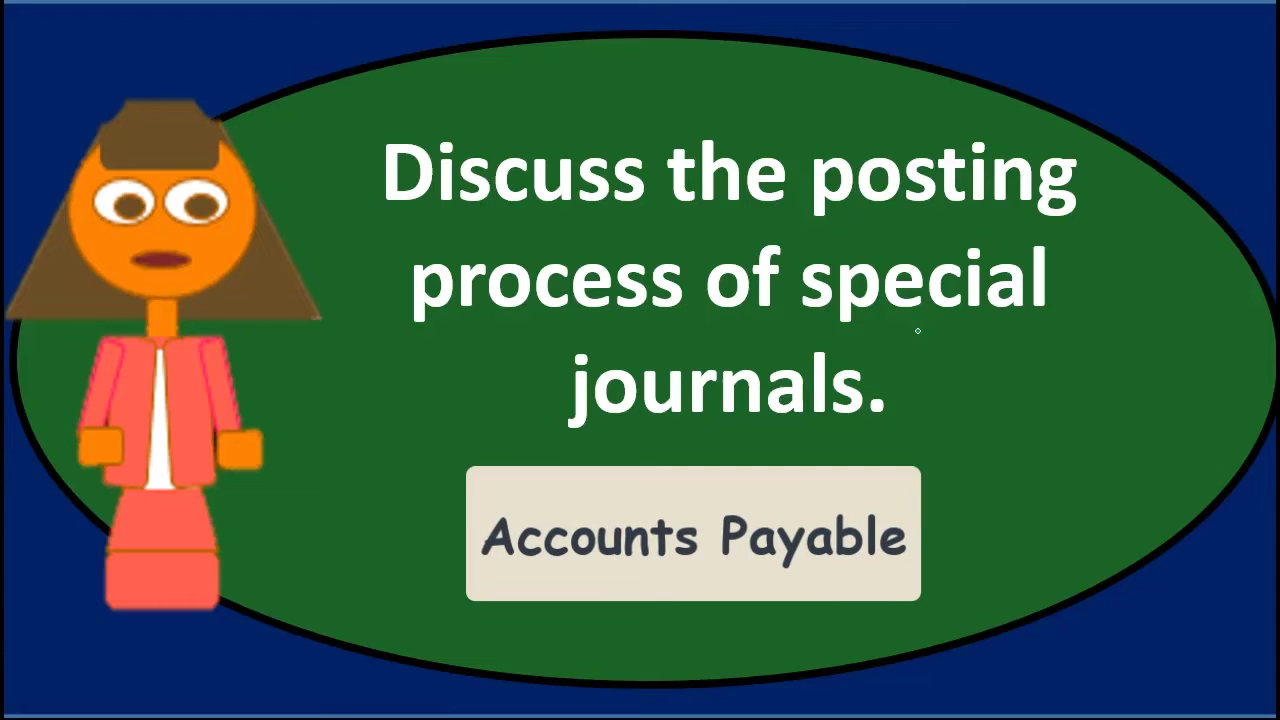 Discuss the posting
process of special
journals.
Accounts Payable